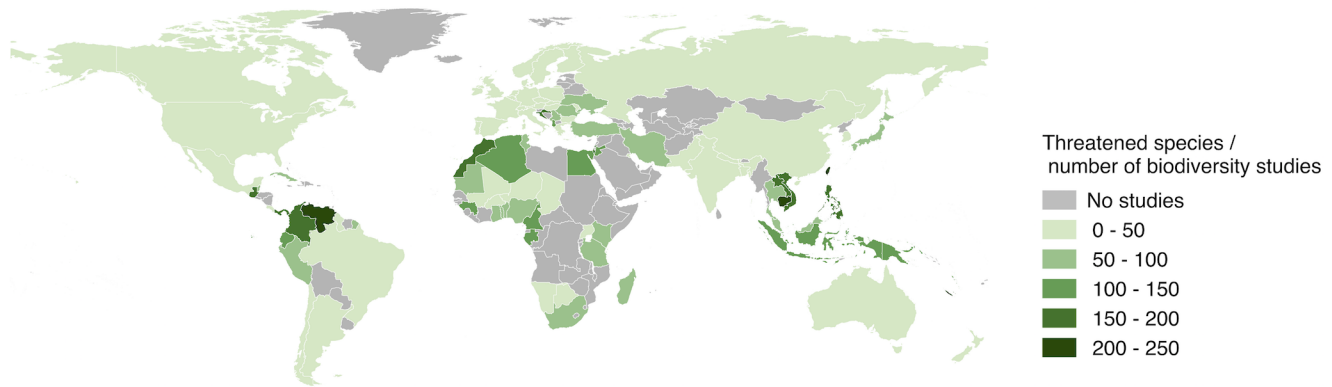 Threatened species /
number of biodiversity studies
No studies
0 - 50
50 - 100
100 - 150
150 - 200
200 - 250